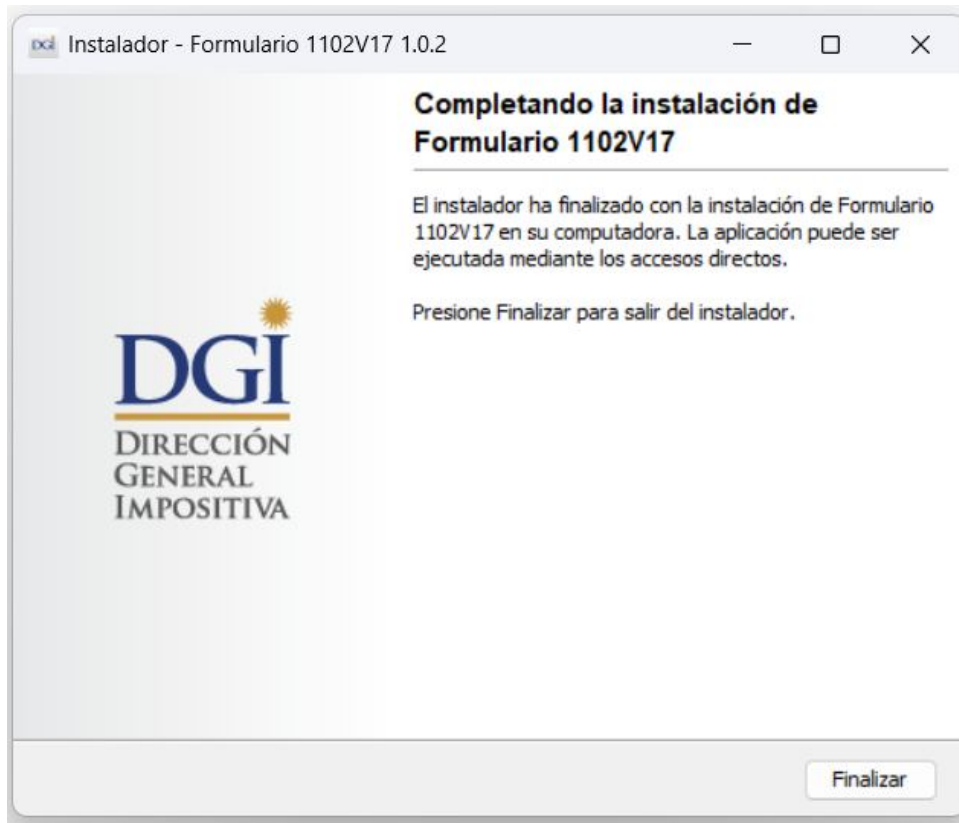 DGI Instalador - Formulario 1102V17 1.0.2
Completando la instalación de
Formulario 1102V17
El instalador ha finalizado con la instalación de Formulario
1102V17 en su computadora. La aplicación puede ser
ejecutada mediante los accesos directos.
Presione Finalizar para salir del instalador.
DGI
DIRECCIÓN
GENERAL
IMPOSITIVA
Finalizar